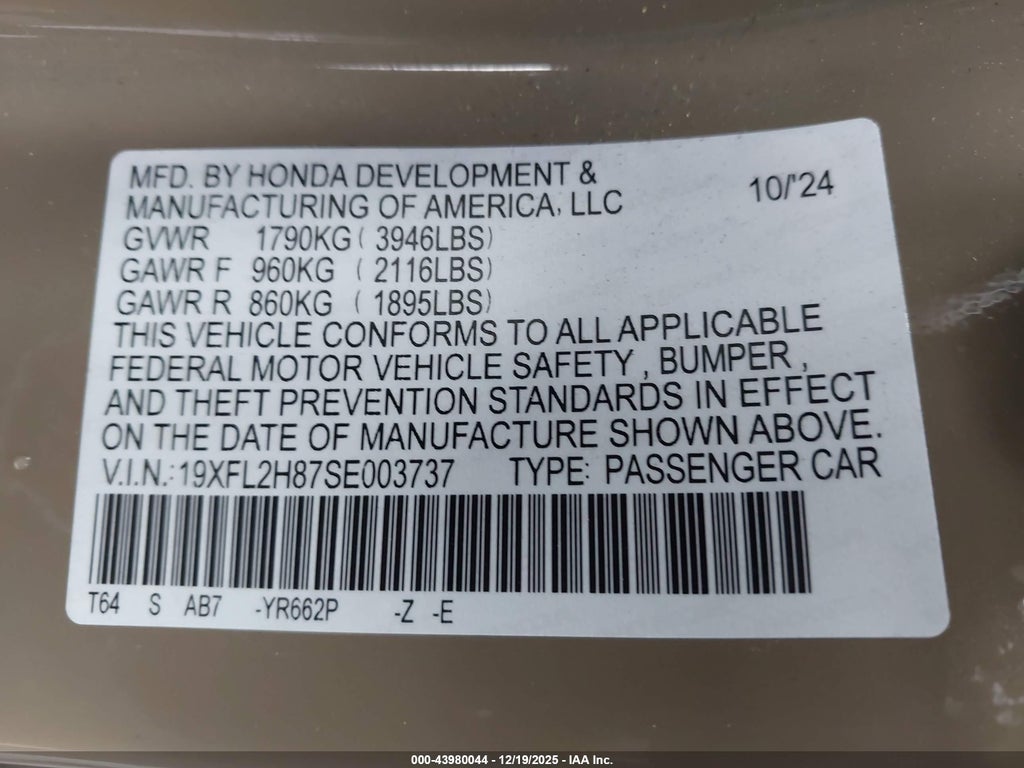 MFD. BY HONDA DEVELOPMENT &
MANUFACTURING OF AMERICA, LLC 10/'24
GVWR 1790KG ( 3946LBS)
GAWR F 960KG ( 2116LBS)
GAWR R 860KG ( 1895LBS)
THIS VEHICLE CONFORMS TO ALL APPLICABLE
FEDERAL MOTOR VEHICLE SAFETY , BUMPER ,
AND THEFT PREVENTION STANDARDS IN EFFECT
ON THE DATE OF MANUFACTURE SHOWN ABOVE.
V.I.N.: 19XFL2H87SE003737 TYPE: PASSENGER CAR
T64 S AB7 -YR662P -Z -E
000-43980044 - 12/19/2025 - IAA Inc.